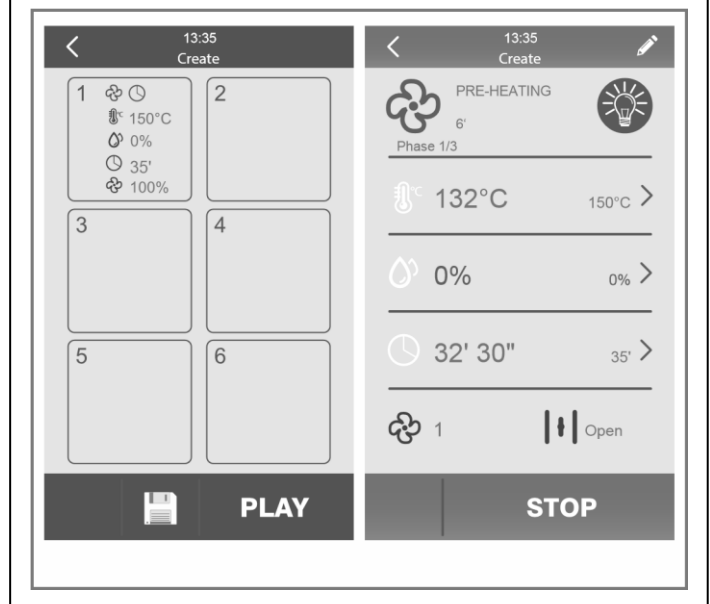 13:35
Create
1
150°C
0%
35'
100%
2
3
4
5
6
PLAY
13:35
Create
PRE-HEATING
6'
Phase 1/3
°C
132°C
150°C
0%
0%
32' 30"
35'
1
Open
STOP